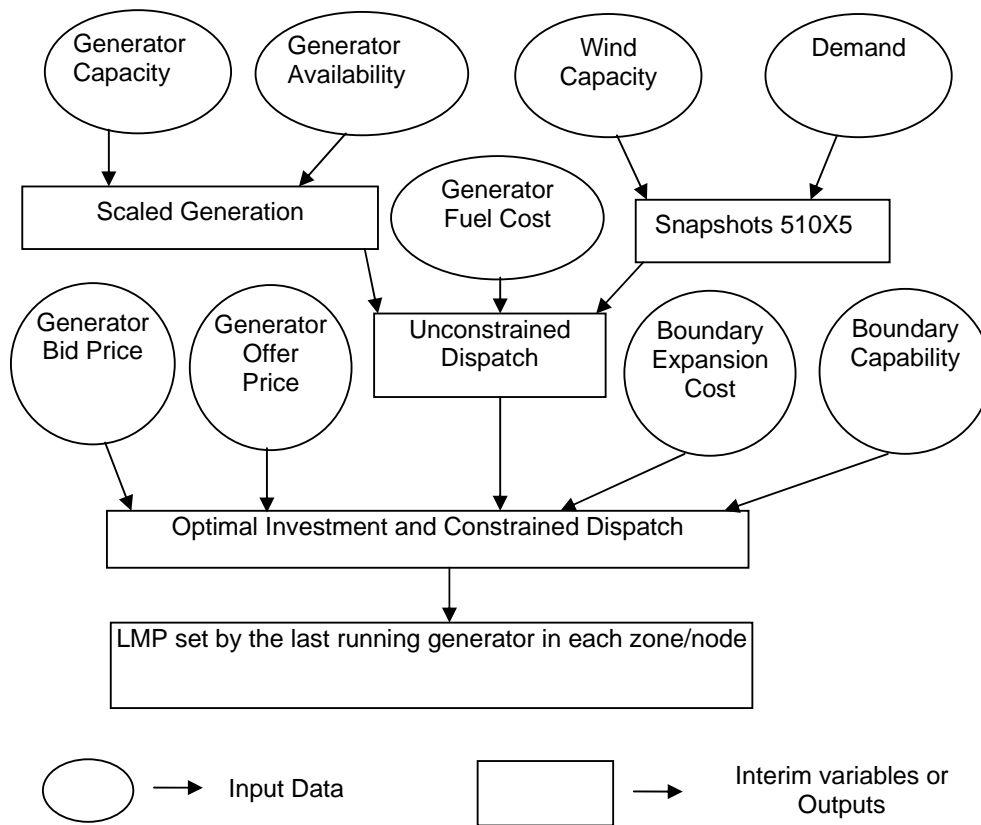 Generator
Capacity
Generator
Availability
Wind
Capacity
Demand
Scaled Generation
Generator
Fuel Cost
Snapshots 510X5
Generator
Bid Price
Generator
Offer
Price
Unconstrained
Dispatch
Boundary
Expansion
Cost
Boundary
Capability
Optimal Investment and Constrained Dispatch
LMP set by the last running generator in each zone/node
Input Data
Interim variables or
Outputs